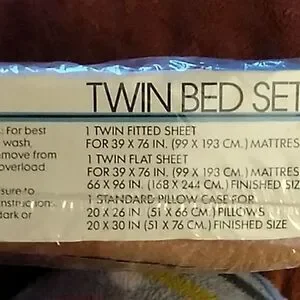 TWIN BED SET
: For best
wash,
emove from
overload
sure to
nstruction
dark or
1 TWIN FITTED SHEET
FOR 39 X 76 IN. (99 X 193 CM.) MATTRES
1 TWIN FLAT SHEET
FOR 39 X 76 IN. (99 X 193 CM.) MATTRES
66 X 96 IN. (168 X 244 CM.) FINISHED SIZE
1 STANDARD PILLOW CASE FOR
20 X 26 IN (51 X 66 CM.) PILLOWS
20 X 30 IN (51 X 76 CM.) FINISHED SIZE